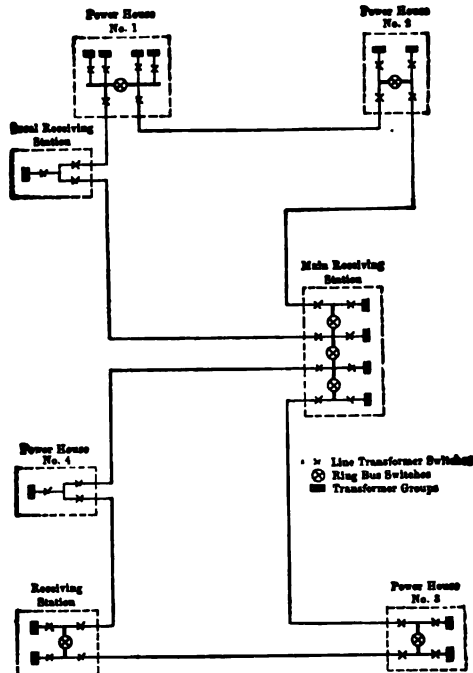 Power House
No. 1
Power House
No. 2
Local Receiving
Station
Main Receiving
Station
Power House
No. 4
Line Transformer Switches
Ring Bus Switches
Transformer Groups
Receiving
Station
Power House
No. 3